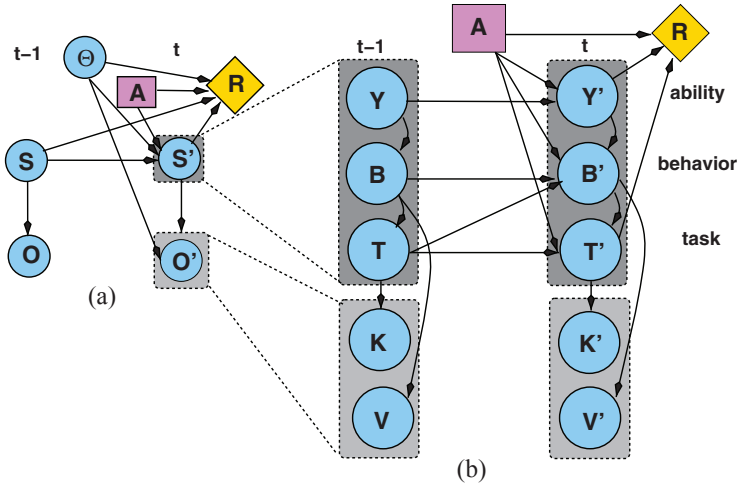 t−1
Θ
t
A
R
S
S'
O
O'
(a)
A
R
t−1
t
Y
Y'
ability
B
B'
behavior
T
T'
task
K
K'
V
V'
(b)